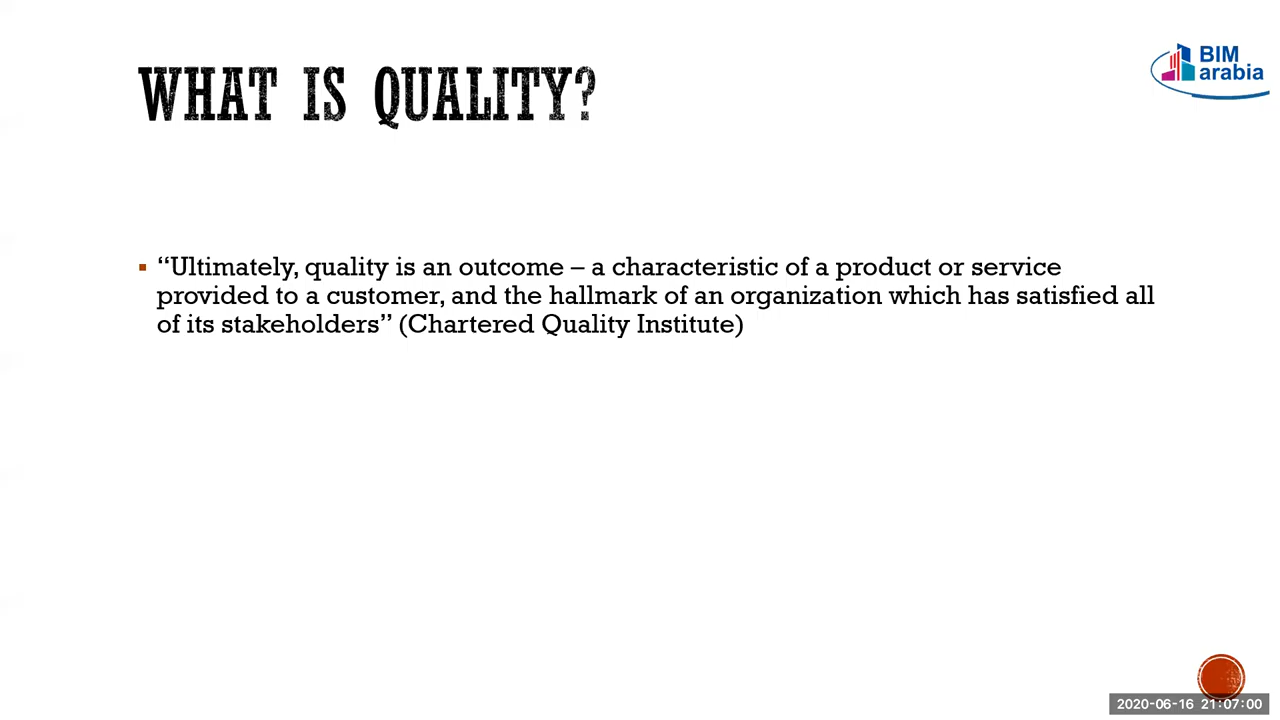 BIM
arabia
WHAT IS QUALITY?
▪ “Ultimately, quality is an outcome – a characteristic of a product or service
provided to a customer, and the hallmark of an organization which has satisfied all
of its stakeholders” (Chartered Quality Institute)
2020-06-16 21:07:00